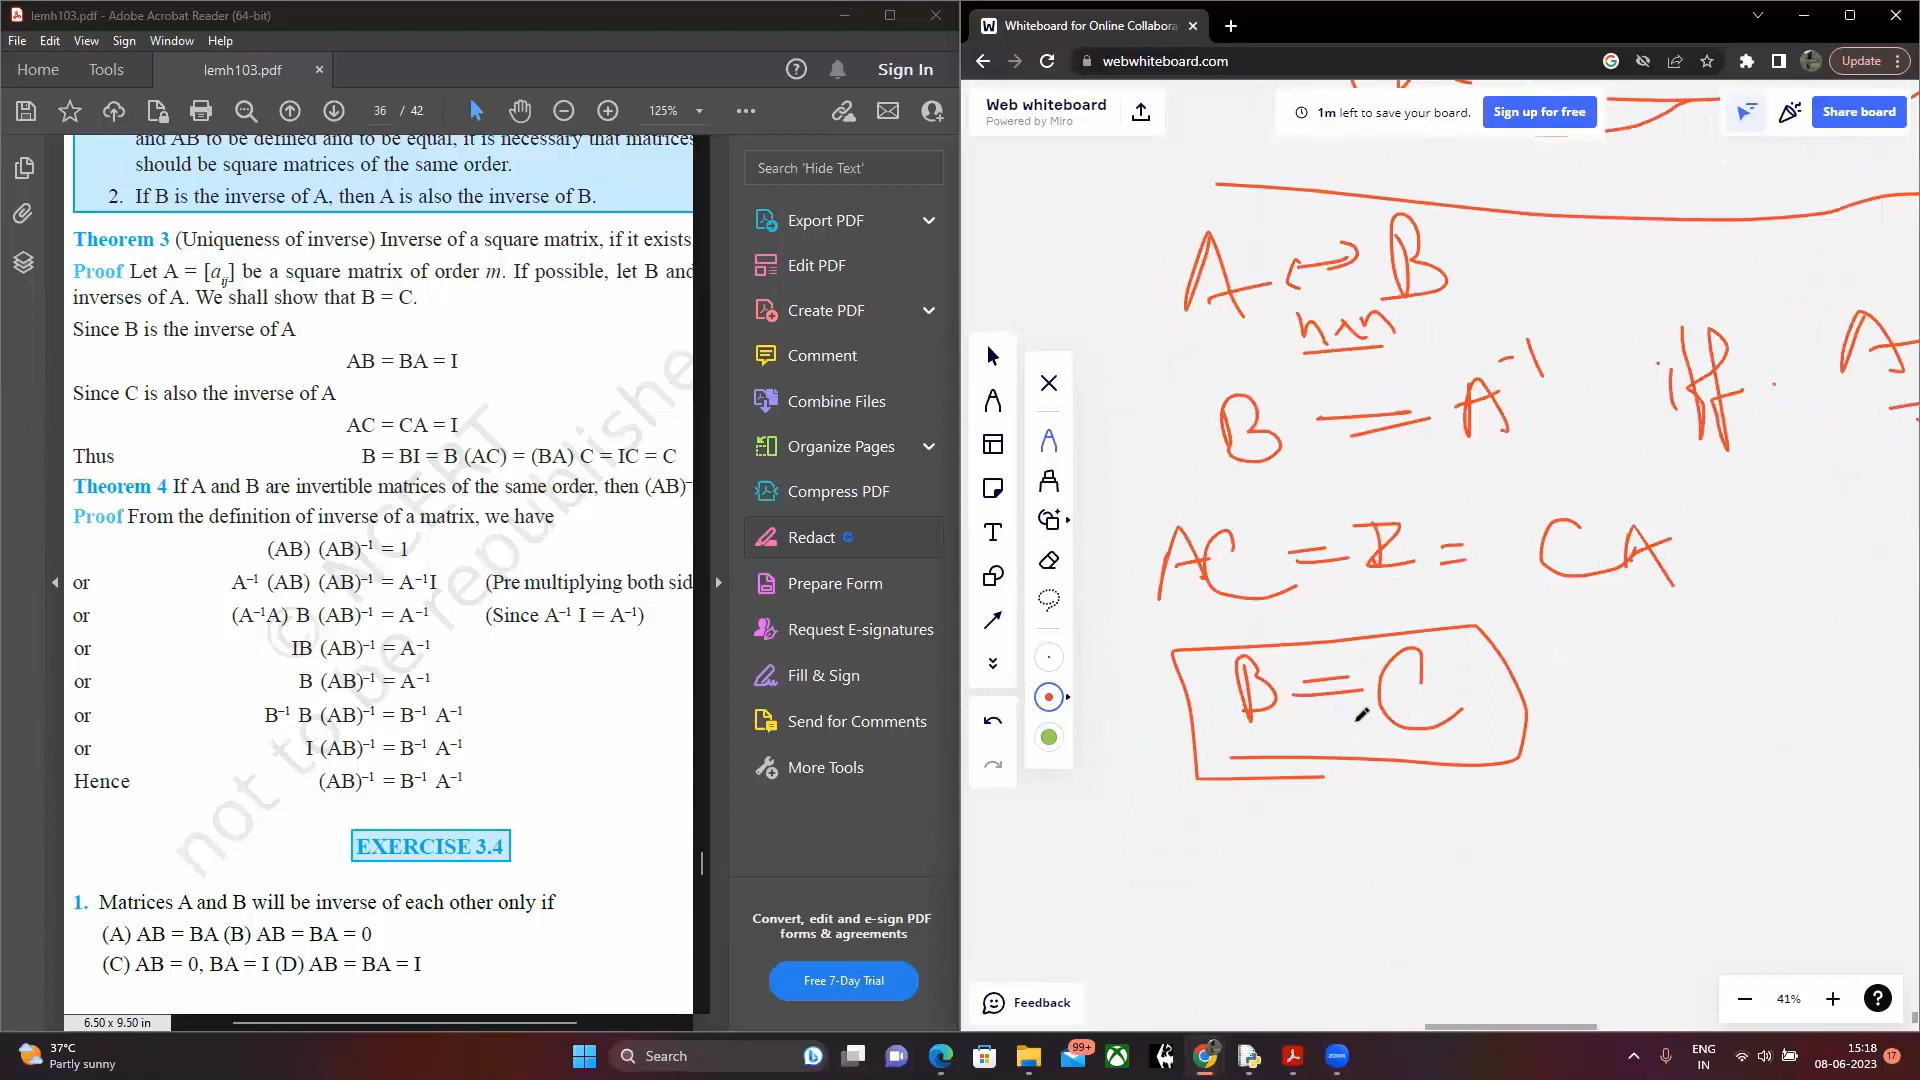 lemh103.pdf - Adobe Acrobat Reader (64-bit)
File Edit View Sign Window Help
Home Tools lemh103.pdf Sign In
36 / 42 125%
and AB to be defined and to be equal, it is necessary that matrices
should be square matrices of the same order.
2. If B is the inverse of A, then A is also the inverse of B.
Theorem 3 (Uniqueness of inverse) Inverse of a square matrix, if it exists,
Proof Let A = [aij] be a square matrix of order m. If possible, let B and
inverses of A. We shall show that B = C.
Since B is the inverse of A
AB = BA = I
Since C is also the inverse of A
AC = CA = I
Thus B = BI = B (AC) = (BA) C = IC = C
Theorem 4 If A and B are invertible matrices of the same order, then (AB)–
Proof From the definition of inverse of a matrix, we have
(AB) (AB)–1 = 1
or A–1 (AB) (AB)–1 = A–1I (Pre multiplying both sid
or (A–1A) B (AB)–1 = A–1 (Since A–1 I = A–1)
or IB (AB)–1 = A–1
or B (AB)–1 = A–1
or B–1 B (AB)–1 = B–1 A–1
or I (AB)–1 = B–1 A–1
Hence (AB)–1 = B–1 A–1
EXERCISE 3.4
1. Matrices A and B will be inverse of each other only if
(A) AB = BA (B) AB = BA = 0
(C) AB = 0, BA = I (D) AB = BA = I
© NCERT
not to be republishe
6.50 x 9.50 in
Search 'Hide Text'
Export PDF
Edit PDF
Create PDF
Comment
Combine Files
Organize Pages
Compress PDF
Redact
Prepare Form
Request E-signatures
Fill & Sign
Send for Comments
More Tools
Convert, edit and e-sign PDF
forms & agreements
Free 7-Day Trial
Whiteboard for Online Collabora
webwhiteboard.com Update
Web whiteboard
Powered by Miro
1m left to save your board. Sign up for free Share board
A ↔ B
n×n
B = A-1 iff A
AC = I = CA
B = C
Feedback
41%
37°C
Partly sunny
Search
99+
zoom
ENG
IN
15:18
08-06-2023
17